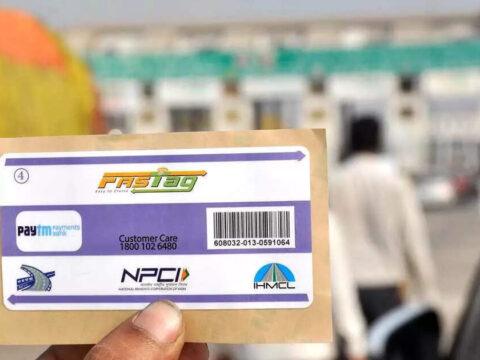 4
FASTag
Easy to Cruise
Paytm payments
bank
Customer Care
1800 102 6480
608032-013-0591064
NPCI
NATIONAL PAYMENTS CORPORATION OF INDIA
IHMCL